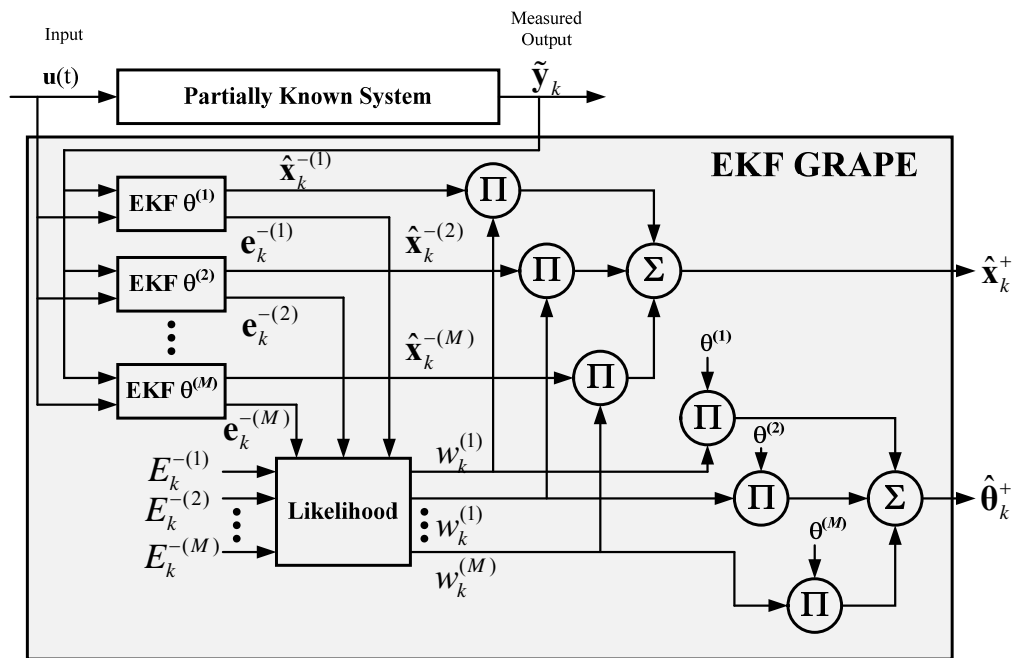 Input
Measured
Output
u(t)
Partially Known System
ỹ_k
EKF GRAPE
EKF θ^(1)
x̂_k^{-(1)}
Π
e_k^{-(1)}
x̂_k^{-(2)}
EKF θ^(2)
Π
Σ
x̂_k^+
e_k^{-(2)}
x̂_k^{-(M)}
θ^(1)
EKF θ^(M)
Π
e_k^{-(M)}
Π
θ^(2)
E_k^{-(1)}
w_k^{(1)}
E_k^{-(2)}
Likelihood
w_k^{(1)}
Π
Σ
θ̂_k^+
θ^(M)
E_k^{-(M)}
w_k^{(M)}
Π